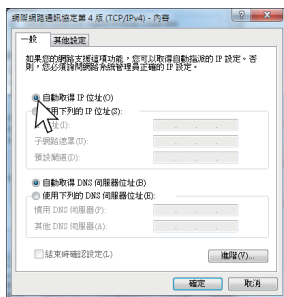 網際網路通訊協定第 4 版 (TCP/IPv4) - 內容
一般
其他設定
如果您的網路支援這項功能，您可以取得自動指派的 IP 設定。否
則，您必須詢問網路系統管理員正確的 IP 設定。
自動取得 IP 位址(O)
用下列的 IP 位址(S):
址(I):
子網路遮罩(U):
預設閘道(D):
自動取得 DNS 伺服器位址(B)
使用下列的 DNS 伺服器位址(E):
慣用 DNS 伺服器(P):
其他 DNS 伺服器(A):
結束時確認設定(L)
進階(V)...
確定
取消